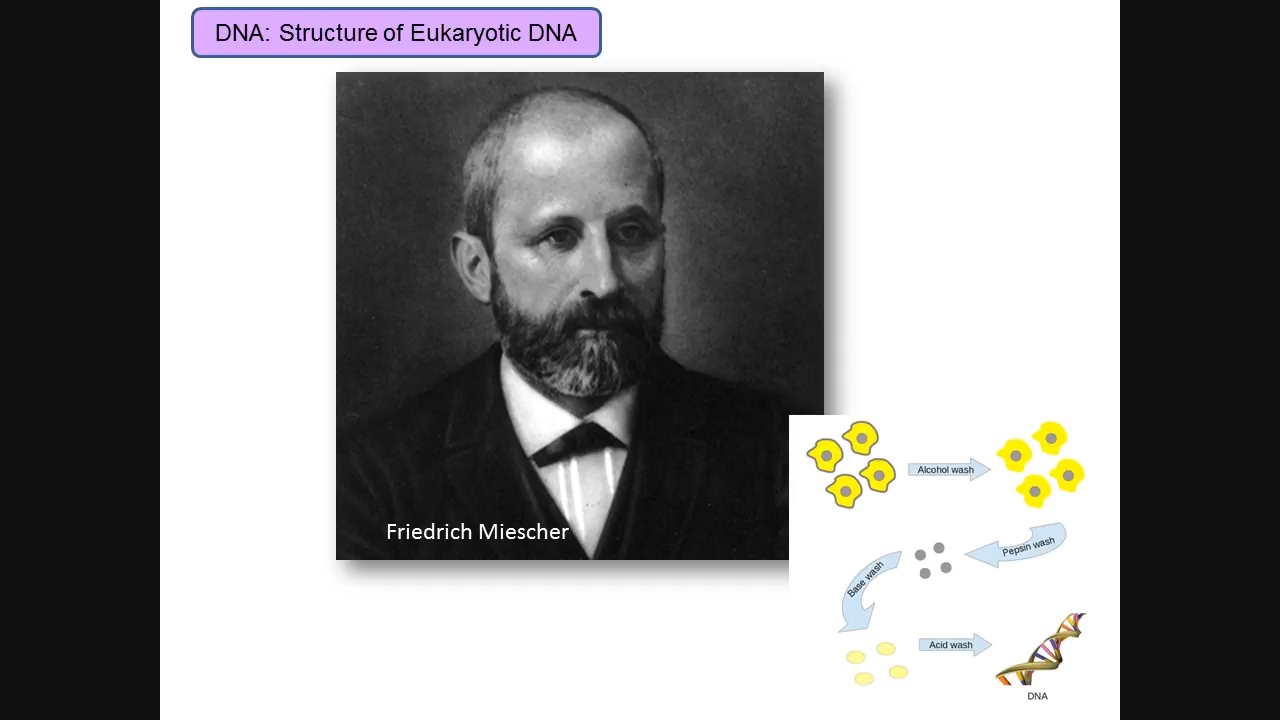 DNA: Structure of Eukaryotic DNA
Friedrich Miescher
Alcohol wash
Pepsin wash
Base wash
Acid wash
DNA